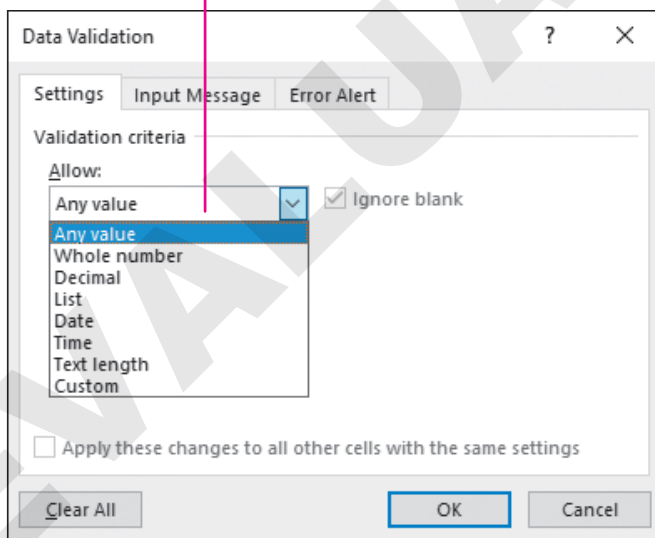 Data Validation ? ✕
Settings Input Message Error Alert
Validation criteria
Allow:
Any value Ignore blank
Any value
Whole number
Decimal
List
Date
Time
Text length
Custom
Apply these changes to all other cells with the same settings
Clear All OK Cancel
EVALUA